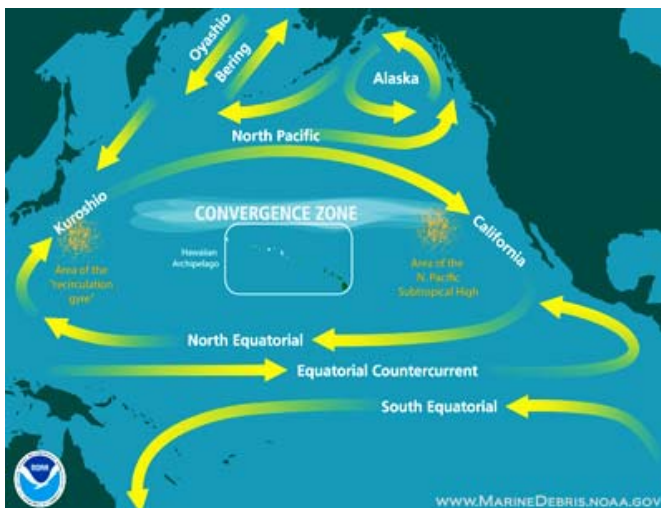 Oyashio
Bering
Alaska
North Pacific
Kuroshio
CONVERGENCE ZONE
California
Hawaiian
Archipelago
Area of the
"recirculation
gyre"
Area of the
N. Pacific
Subtropical High
North Equatorial
Equatorial Countercurrent
South Equatorial
NOAA
www.MarineDebris.noaa.gov